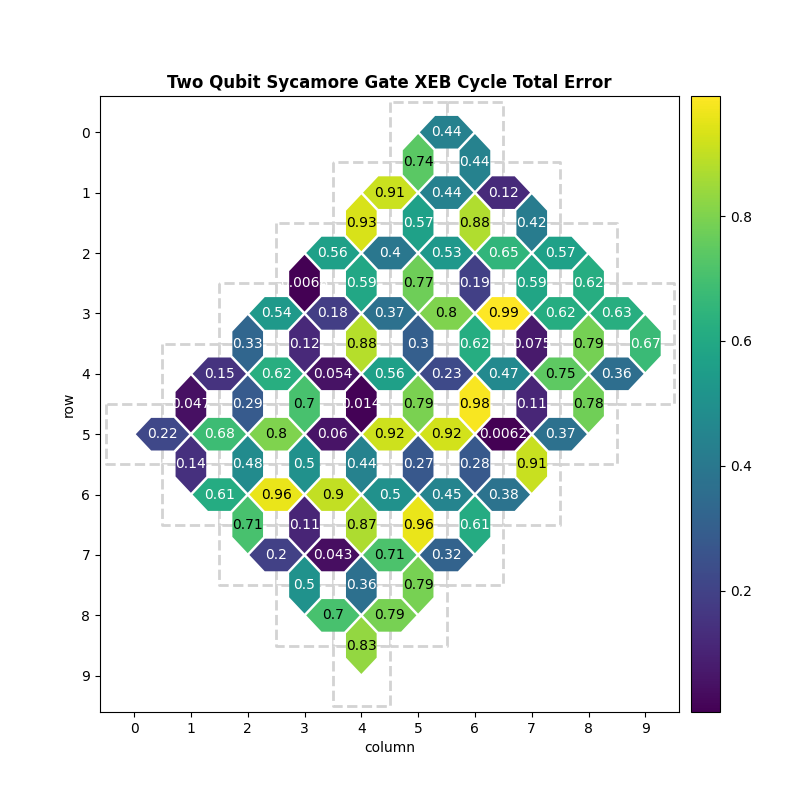 Two Qubit Sycamore Gate XEB Cycle Total Error
0 0.44
0.74 0.44
1 0.91 0.44 0.12
0.93 0.57 0.88 0.42
0.8
2 0.56 0.4 0.53 0.65 0.57
.006 0.59 0.77 0.19 0.59 0.62
3 0.54 0.18 0.37 0.8 0.99 0.62 0.63
0.33 0.12 0.88 0.3 0.62 0.075 0.79 0.67
0.6
4 0.15 0.62 0.054 0.56 0.23 0.47 0.75 0.36
row
0.047 0.29 0.7 0.014 0.79 0.98 0.11 0.78
5 0.22 0.68 0.8 0.06 0.92 0.92 0.0062 0.37
0.14 0.48 0.5 0.44 0.27 0.28 0.91
0.4
6 0.61 0.96 0.9 0.5 0.45 0.38
0.71 0.11 0.87 0.96 0.61
7 0.2 0.043 0.71 0.32
0.5 0.36 0.79
0.2
8 0.7 0.79
0.83
9
0 1 2 3 4 5 6 7 8 9
column